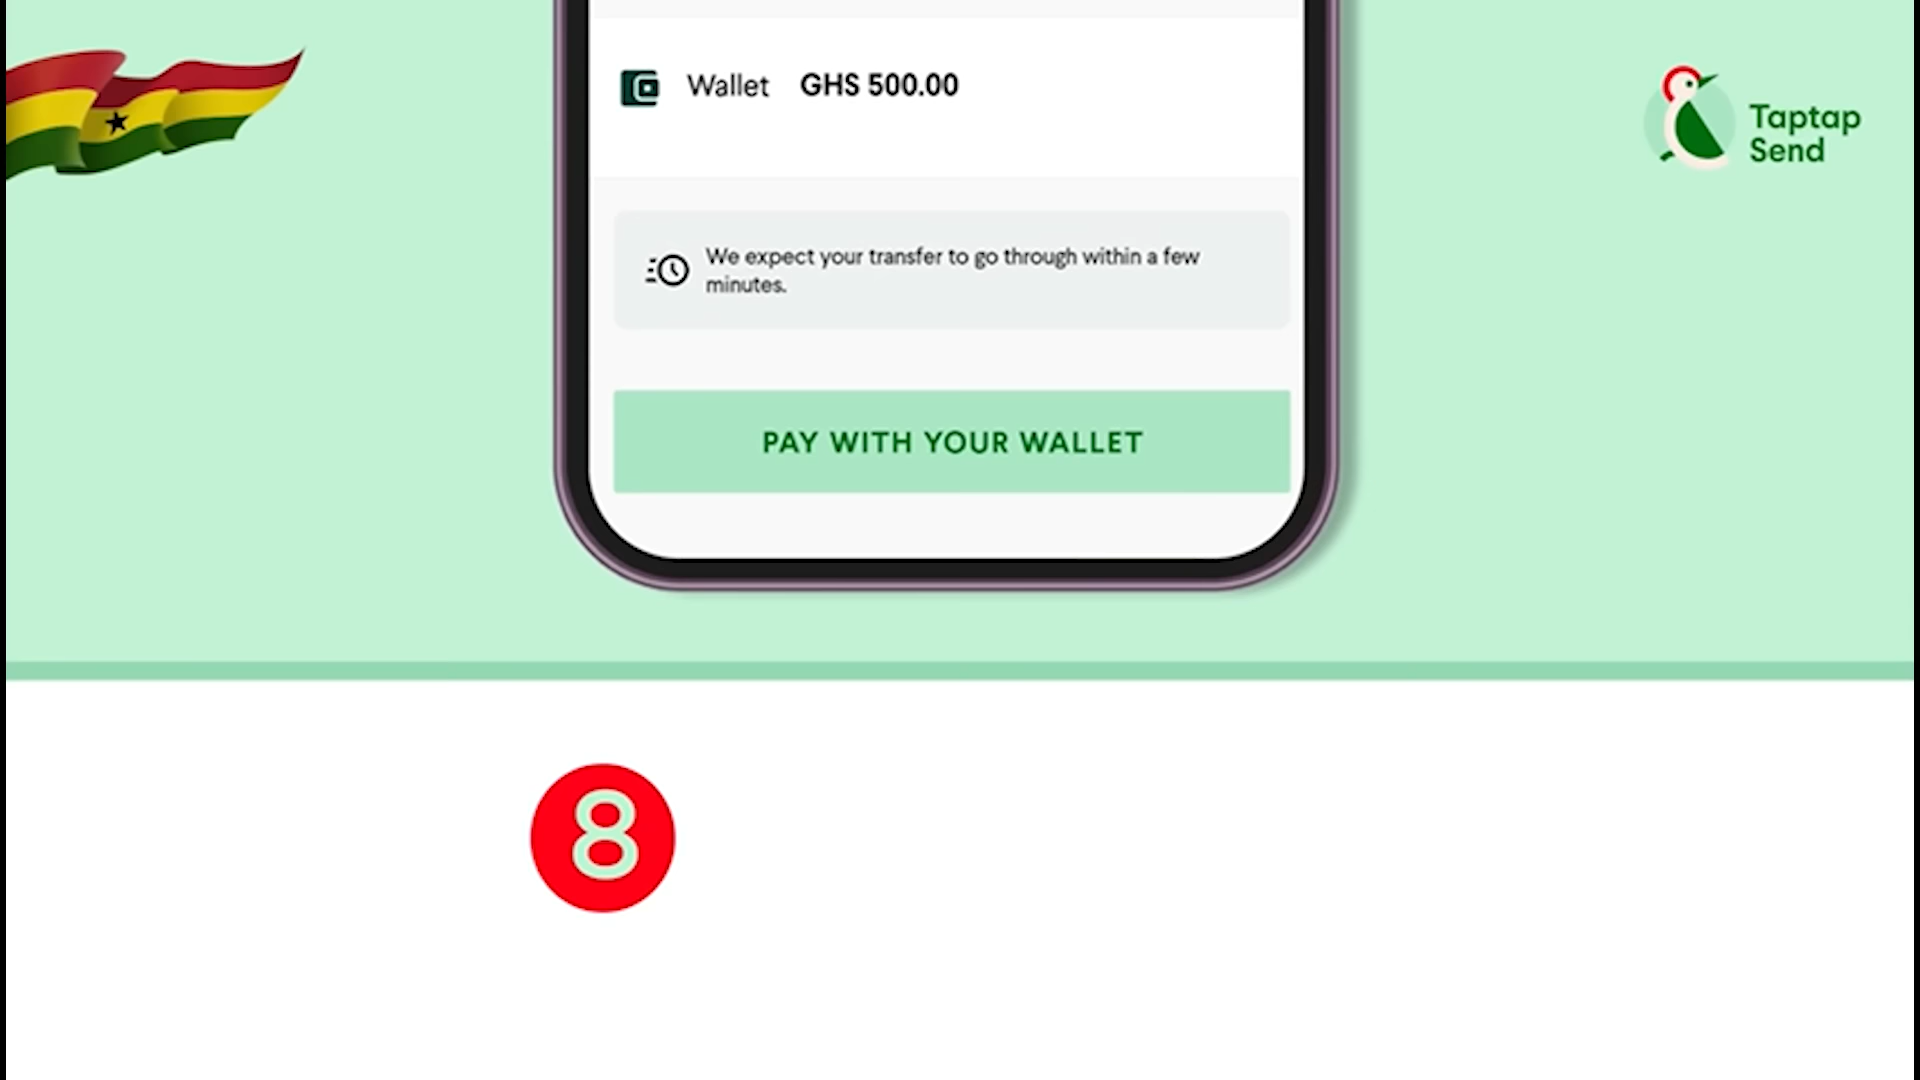 Wallet GHS 500.00
Taptap
Send
We expect your transfer to go through within a few
minutes.
PAY WITH YOUR WALLET
8